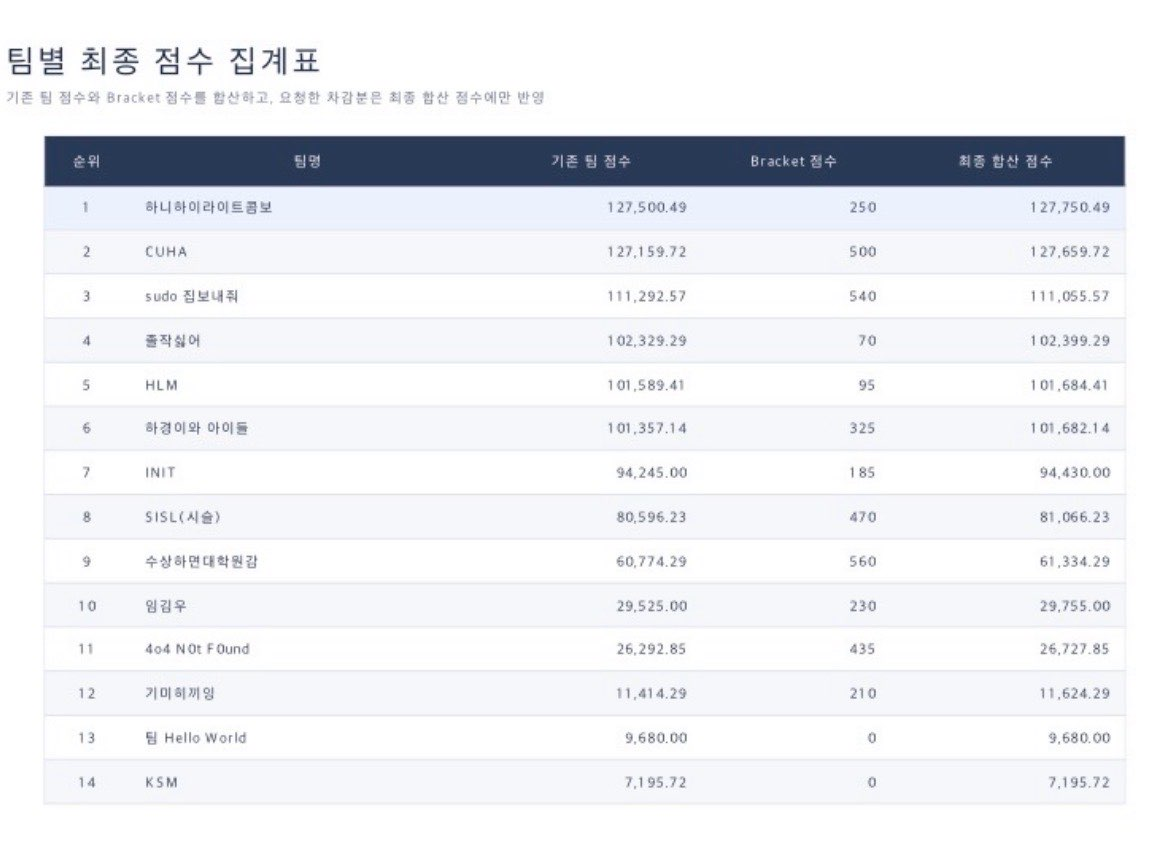 팀별 최종 점수 집계표
기존 팀 점수와 Bracket 점수를 합산하고, 요청한 차감분은 최종 합산 점수에만 반영
순위 팀명 기존 팀 점수 Bracket 점수 최종 합산 점수
1 하니하이라이트콤보 127,500.49 250 127,750.49
2 CUHA 127,159.72 500 127,659.72
3 sudo 집보내줘 111,292.57 540 111,055.57
4 졸작싫어 102,329.29 70 102,399.29
5 HLM 101,589.41 95 101,684.41
6 하경이와 아이들 101,357.14 325 101,682.14
7 INIT 94,245.00 185 94,430.00
8 SISL(시슬) 80,596.23 470 81,066.23
9 수상하면대학원감 60,774.29 560 61,334.29
10 임김우 29,525.00 230 29,755.00
11 4o4 N0t F0und 26,292.85 435 26,727.85
12 기미히끼잉 11,414.29 210 11,624.29
13 팀 Hello World 9,680.00 0 9,680.00
14 KSM 7,195.72 0 7,195.72